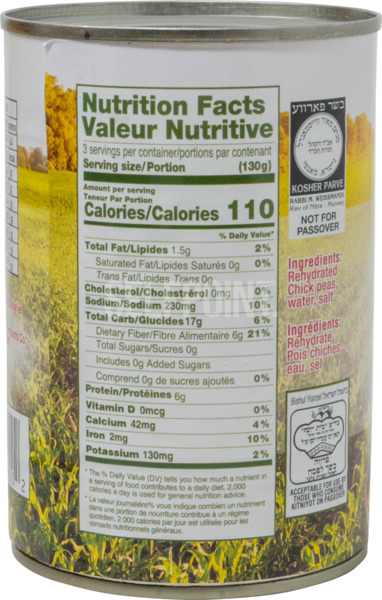 Nutrition Facts
Valeur Nutritive
3 servings per container/portions par contenant
Serving size/Portion (130g)
Amount per serving
Teneur Par Portion
Calories/Calories 110
% Daily Value*
Total Fat/Lipides 1.5g 2%
Saturated Fat/Lipides Saturés 0g 0%
Trans Fat/Lipides Trans 0g
Cholesterol/Cholestrérol 0mg 0%
Sodium/Sodium 230mg 10%
Total Carb/Glucides17g 6%
Dietary Fiber/Fibre Alimentaire 6g 21%
Total Sugars/Sucres 0g
Includes 0g Added Sugars
Comprend 0g de sucres ajoutés 0%
Protein/Protéines 6g
Vitamin D 0mcg 0%
Calcium 42mg 4%
Iron 2mg 10%
Potassium 130mg 2%
* The % Daily Value (DV) tells you how much a nutrient in
a serving of food contributes to a daily diet. 2,000
calories a day is used for general nutrition advice.
* La valeur journalière% vous indique combien un nutriment
dans une portion de nourriture contribue à un régime
quotidien. 2 000 calories par jour est utilisée pour les
conseils nutritionnels généraux.
כשר פארווע
KOSHER PARVE
RABBI M. WEISSMANDL
Rav of Nitra - Monsey
NOT FOR
PASSOVER
Ingredients:
Rehydrated
Chick peas,
water, salt
Ingrédients:
Rehydraté
Pois chiches,
eau, sel
Bishul Yisroel בישול ישראל
פרווה
כשר לפסח
ACCEPTABLE FOR USE BY
THOSE WHO CONSUME
KITNIYOT ON PASSOVER
2